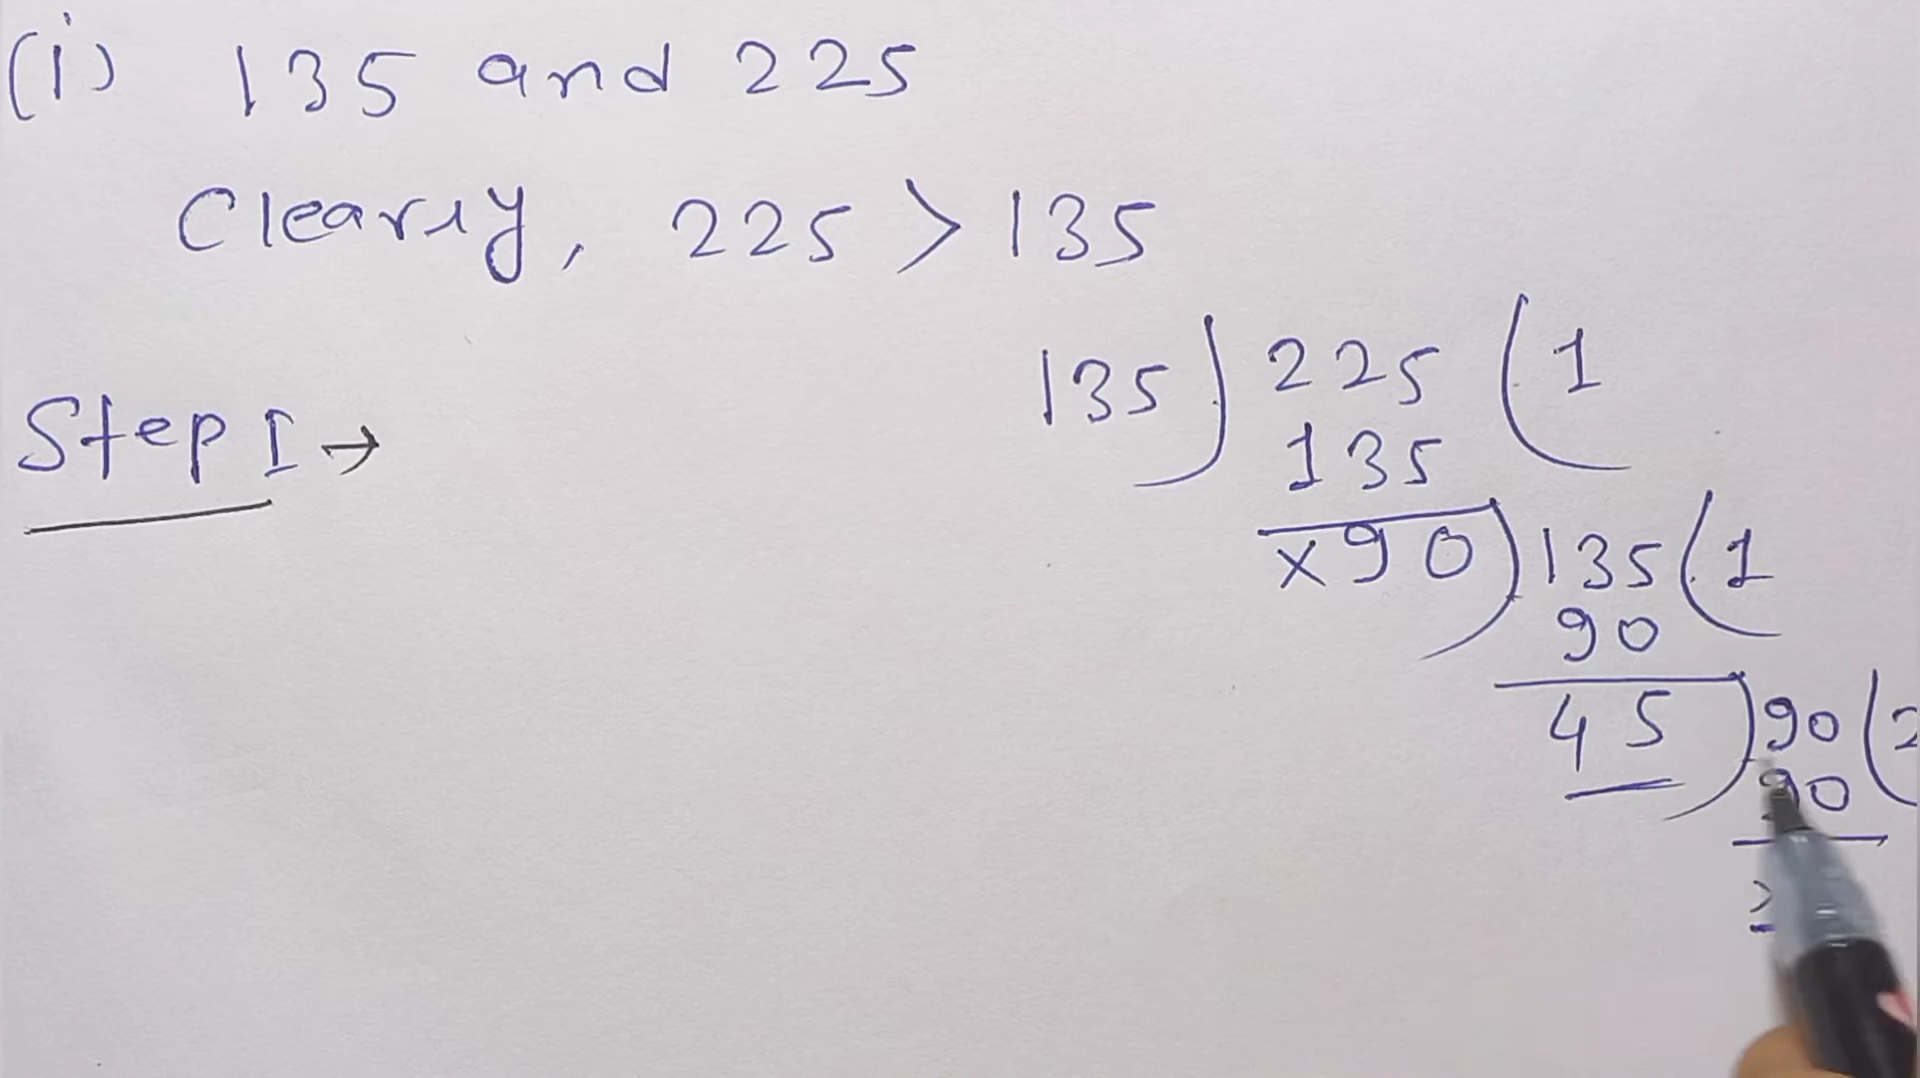 (i) 135 and 225
Clearly, 225 > 135
Step I →
135) 225 (1
135
x90) 135 (1
90
45) 90 (2
90